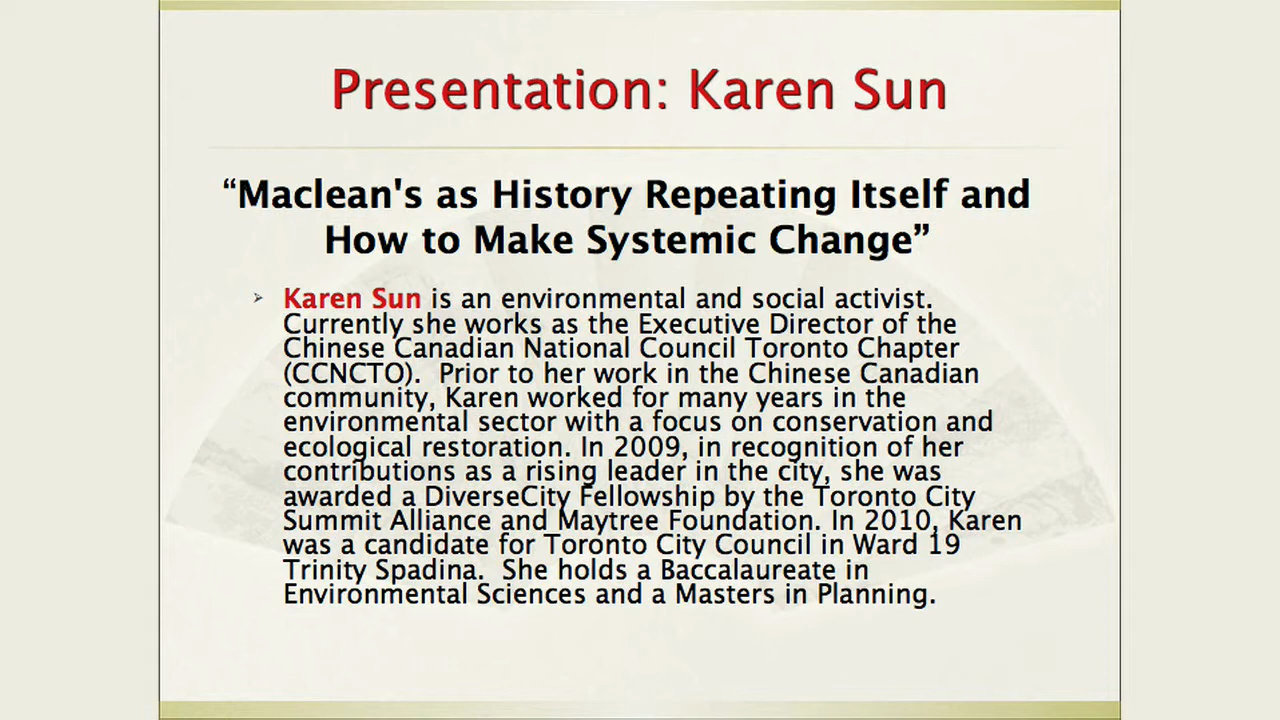 Presentation: Karen Sun
“Maclean's as History Repeating Itself and
How to Make Systemic Change”
➢ Karen Sun is an environmental and social activist.
Currently she works as the Executive Director of the
Chinese Canadian National Council Toronto Chapter
(CCNCTO).  Prior to her work in the Chinese Canadian
community, Karen worked for many years in the
environmental sector with a focus on conservation and
ecological restoration. In 2009, in recognition of her
contributions as a rising leader in the city, she was
awarded a DiverseCity Fellowship by the Toronto City
Summit Alliance and Maytree Foundation. In 2010, Karen
was a candidate for Toronto City Council in Ward 19
Trinity Spadina.  She holds a Baccalaureate in
Environmental Sciences and a Masters in Planning.